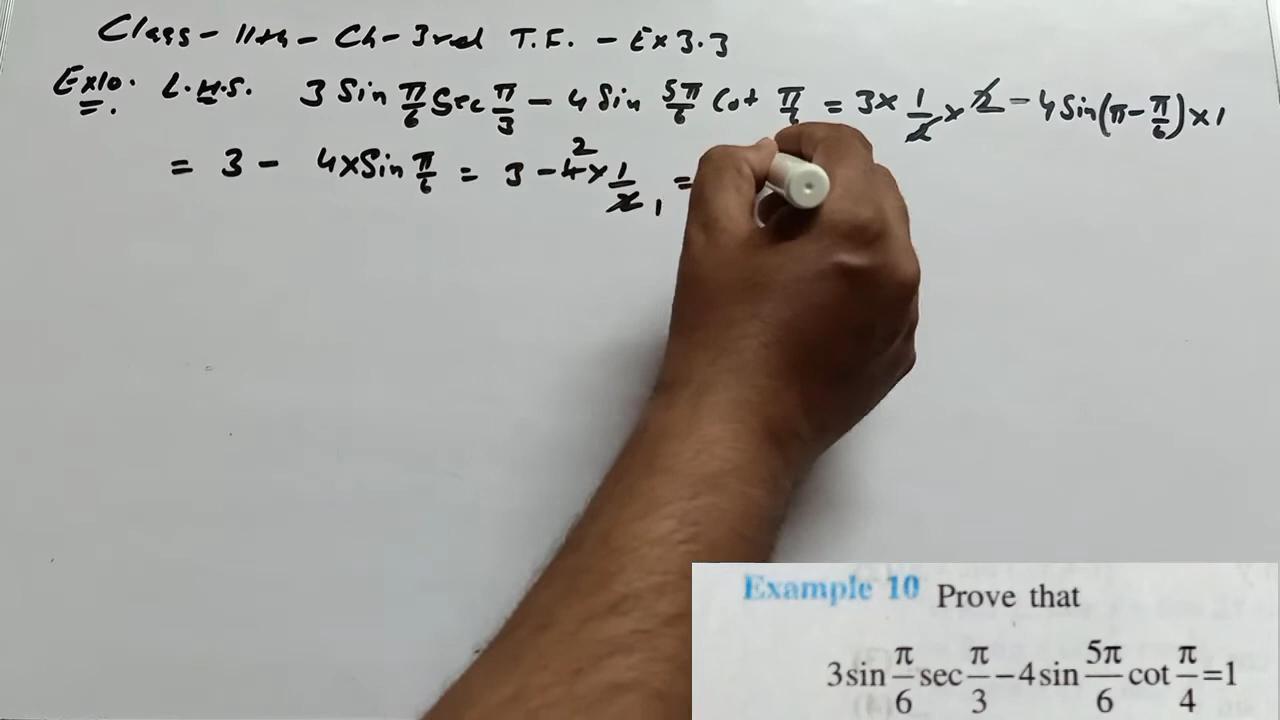 Class - 11th - Ch - 3rd T.F. - Ex 3.3
Ex10. L.H.S. 3 Sin π/6 Sec π/3 - 4 Sin 5π/6 Cot π/ = 3 × 1/2 × 2 - 4 Sin(π - π/6) × 1
= 3 - 4 × Sin π/6 = 3 - 4 2 × 1/2 1 =
Example 10 Prove that
3 sin π/6 sec π/3 - 4 sin 5π/6 cot π/4 = 1